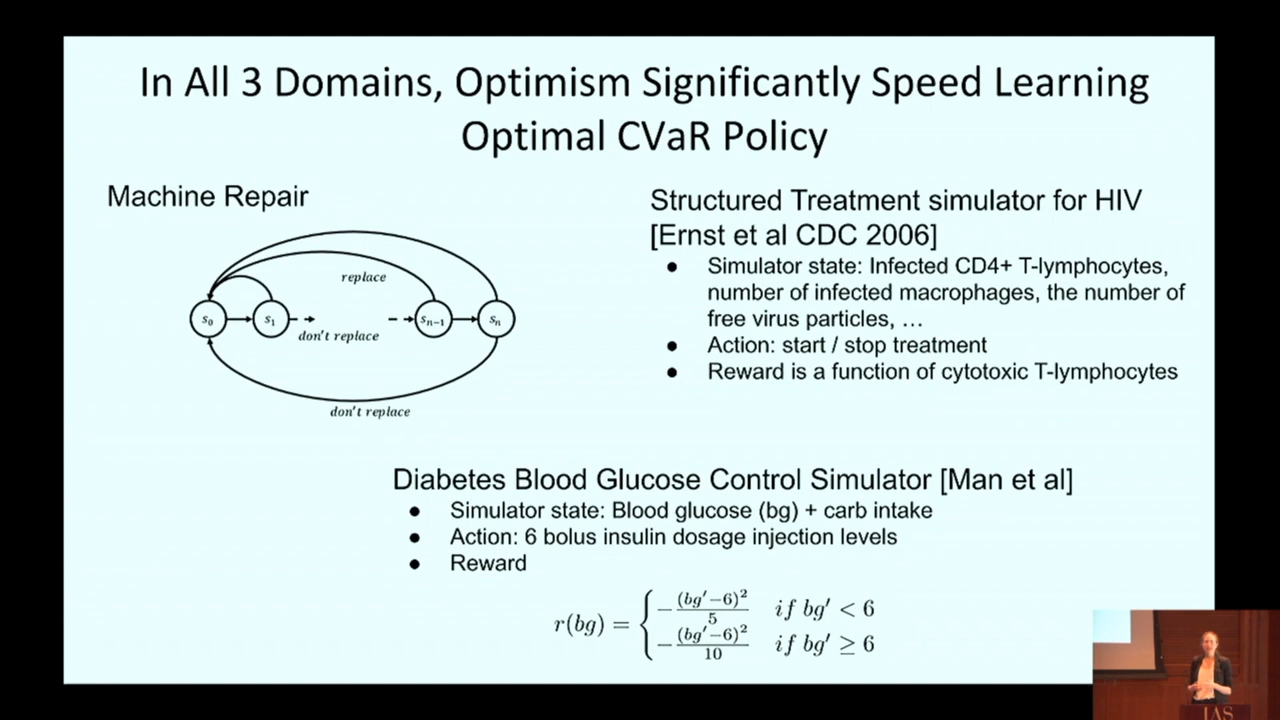 In All 3 Domains, Optimism Significantly Speed Learning
Optimal CVaR Policy
Machine Repair
replace
s0 s1 sn−1 sn
don't replace
don't replace
Structured Treatment simulator for HIV
[Ernst et al CDC 2006]
● Simulator state: Infected CD4+ T-lymphocytes,
number of infected macrophages, the number of
free virus particles, …
● Action: start / stop treatment
● Reward is a function of cytotoxic T-lymphocytes
Diabetes Blood Glucose Control Simulator [Man et al]
● Simulator state: Blood glucose (bg) + carb intake
● Action: 6 bolus insulin dosage injection levels
● Reward
r(bg) = { −(bg′−6)²/5 if bg′ < 6
−(bg′−6)²/10 if bg′ ≥ 6
IAS